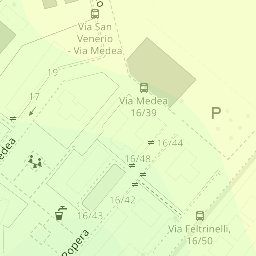 o
Via San
Venerio
- Via Medea
19
17
Via Medea
16/39
P
16/44
edea
16/48
16/42
16/43
Via Feltrinelli,
16/50
Popera